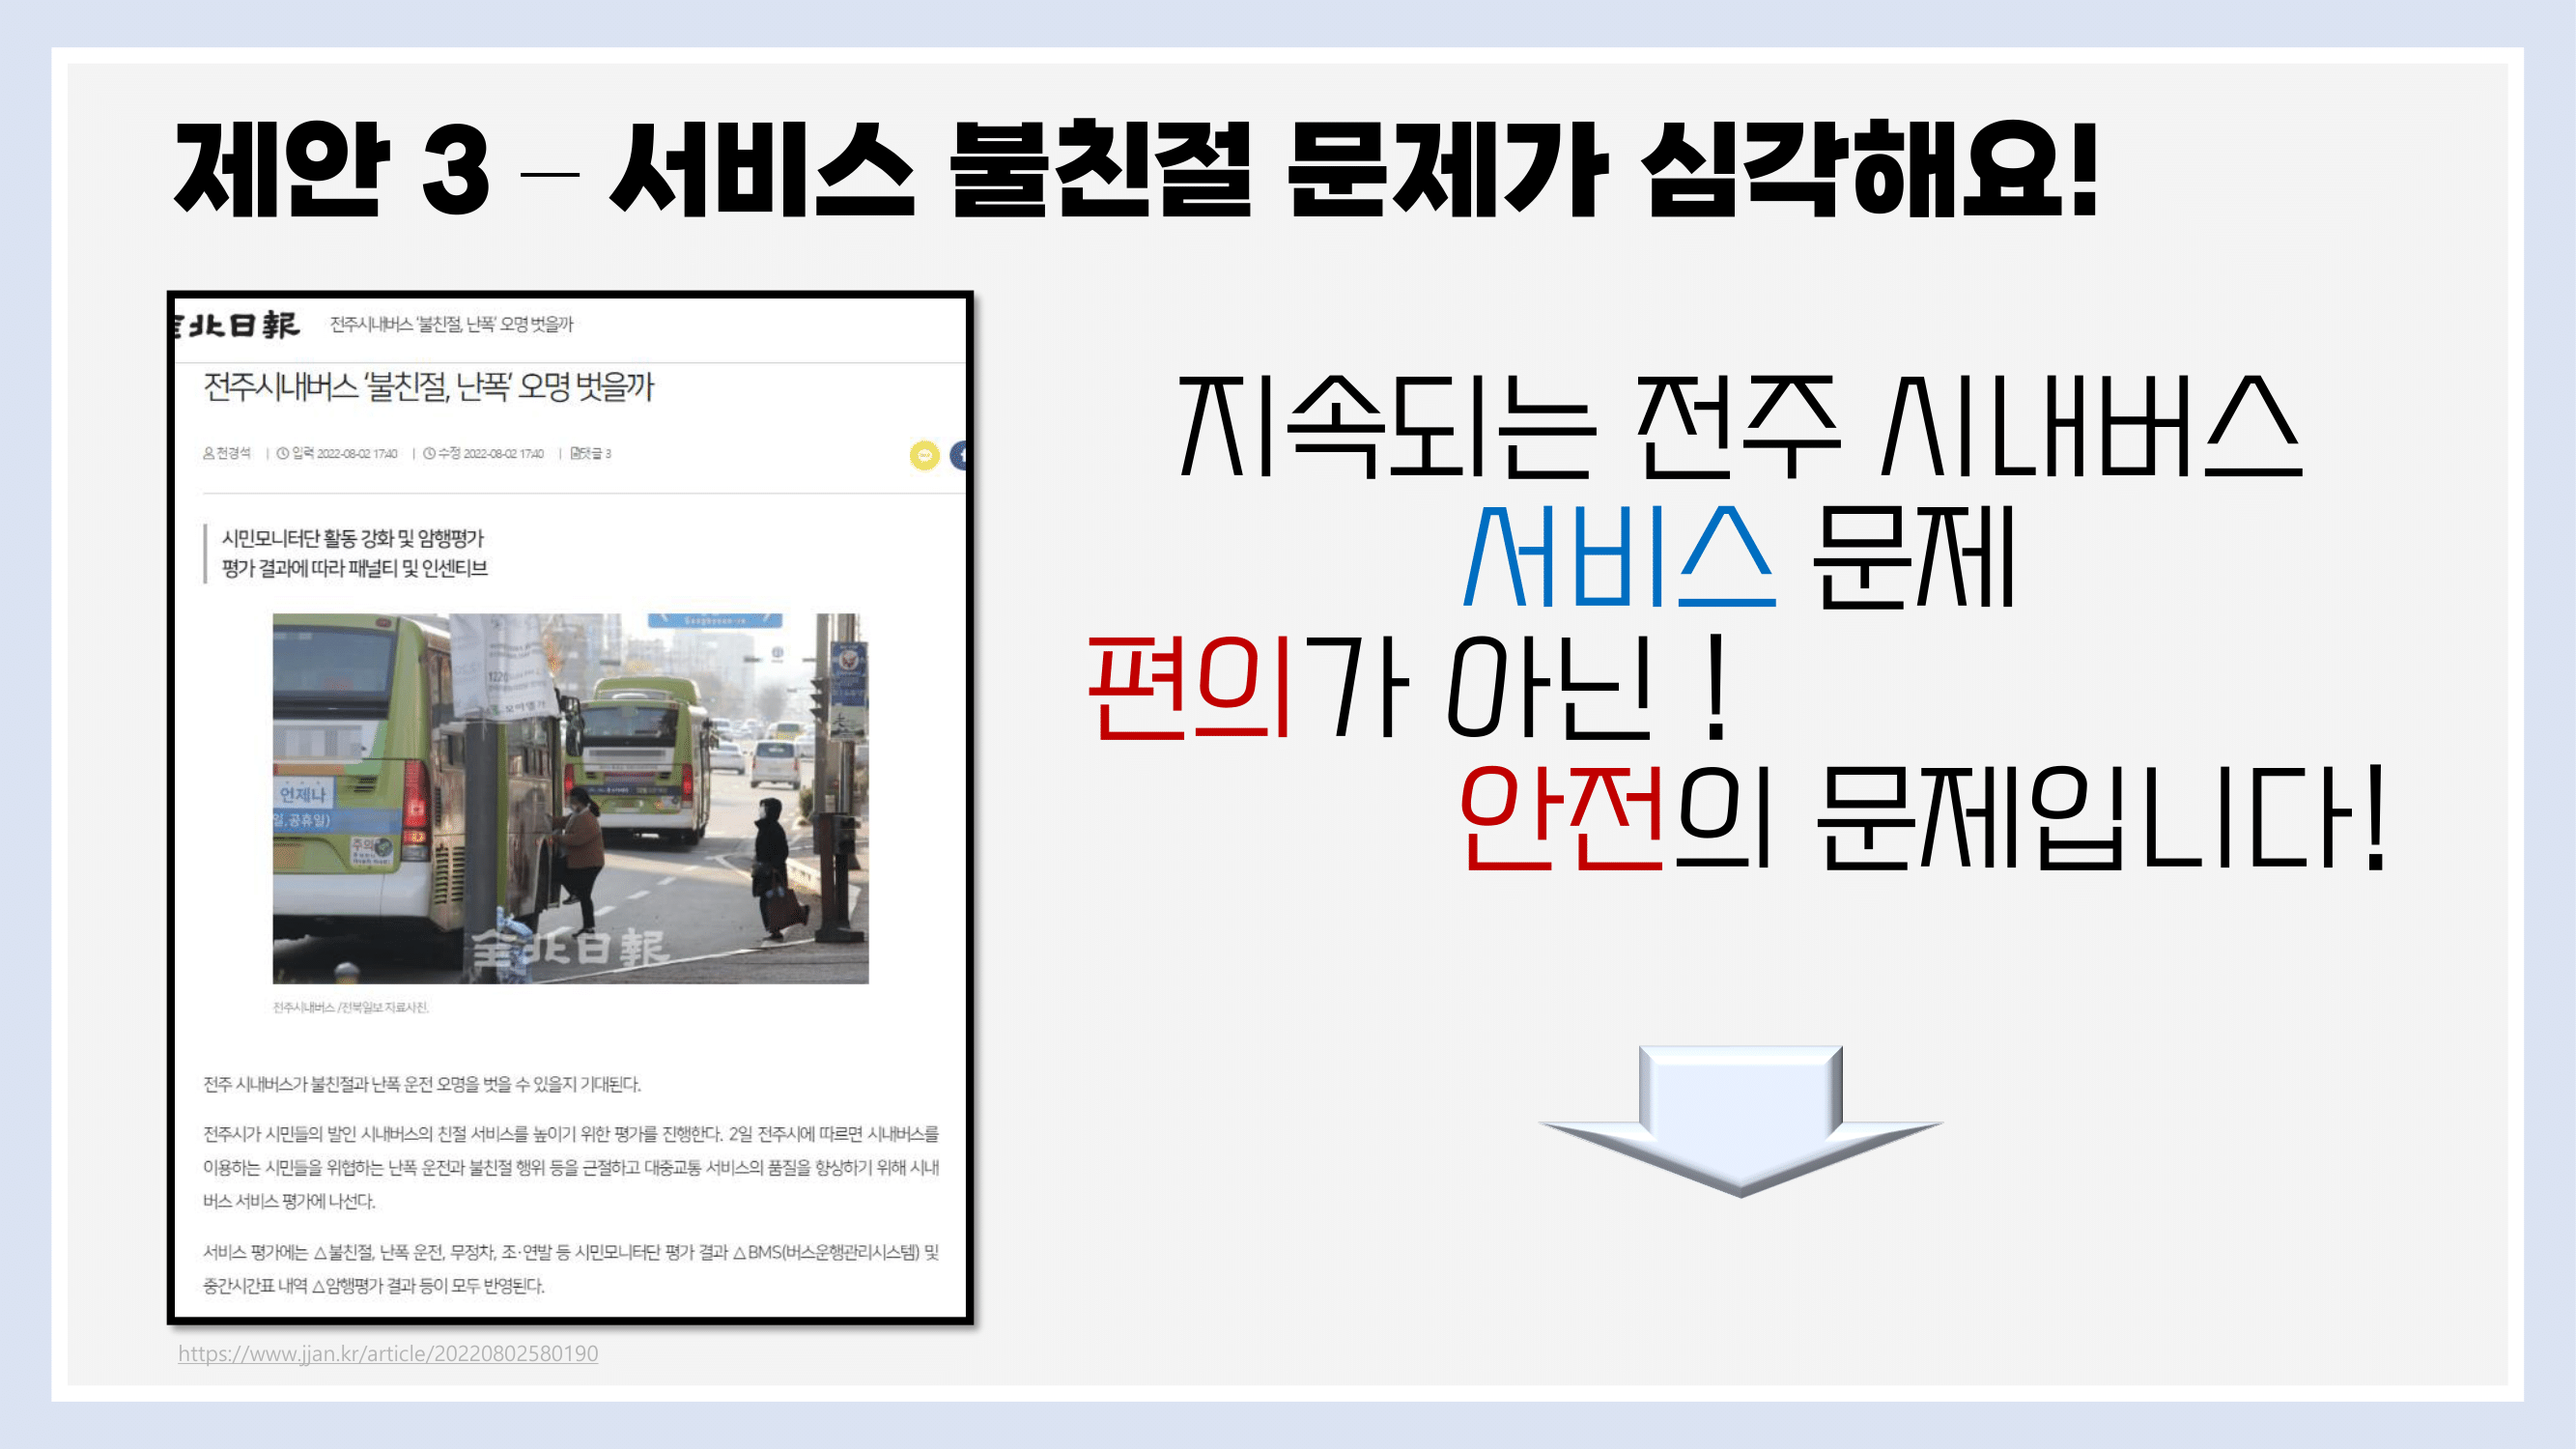 제안 3 – 서비스 불친절 문제가 심각해요!
全北日報 전주시내버스 '불친절, 난폭' 오명 벗을까
전주시내버스 '불친절, 난폭' 오명 벗을까
천경석 | 입력 2022-08-02 17:40 | 수정 2022-08-02 17:40 | 댓글 3
시민모니터단 활동 강화 및 암행평가
평가 결과에 따라 패널티 및 인센티브
Songbyeon-ro
1220
언제나
일,공휴일)
주의
全北日報
전주시내버스 /전북일보 자료사진.
전주 시내버스가 불친절과 난폭 운전 오명을 벗을 수 있을지 기대된다.
전주시가 시민들의 발인 시내버스의 친절 서비스를 높이기 위한 평가를 진행한다. 2일 전주시에 따르면 시내버스를
이용하는 시민들을 위협하는 난폭 운전과 불친절 행위 등을 근절하고 대중교통 서비스의 품질을 향상하기 위해 시내
버스 서비스 평가에 나선다.
서비스 평가에는 △불친절, 난폭 운전, 무정차, 조·연발 등 시민모니터단 평가 결과 △BMS(버스운행관리시스템) 및
중간시간표 내역 △암행평가 결과 등이 모두 반영된다.
https://www.jjan.kr/article/20220802580190
지속되는 전주 시내버스
서비스 문제
편의가 아닌 !
안전의 문제입니다!